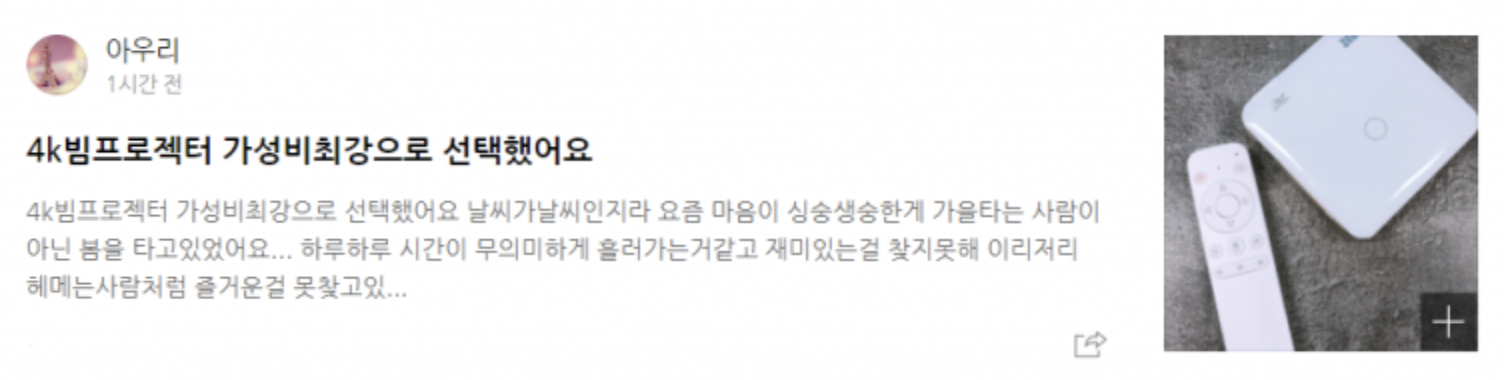 아우리
1시간 전
4k빔프로젝터 가성비최강으로 선택했어요
4k빔프로젝터 가성비최강으로 선택했어요 날씨가날씨인지라 요즘 마음이 싱숭생숭한게 가을타는 사람이
아닌 봄을 타고있었어요... 하루하루 시간이 무의미하게 흘러가는거같고 재미있는걸 찾지못해 이리저리
헤메는사람처럼 즐거운걸 못찾고있...